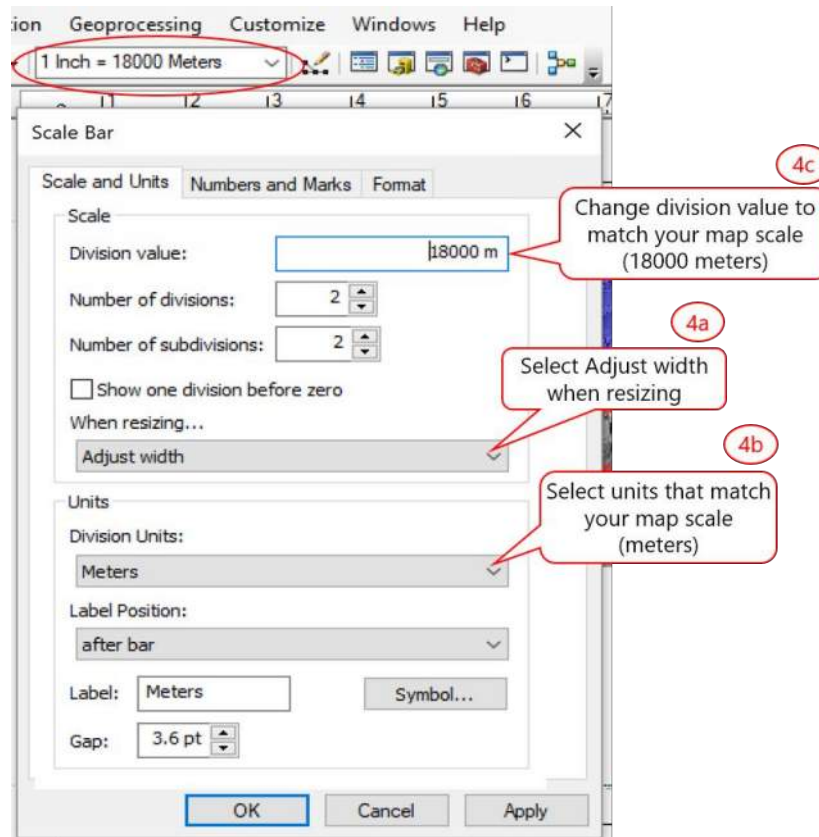 ion Geoprocessing Customize Windows Help
1 Inch = 18000 Meters
1 2 3 4 5 6 7
Scale Bar
Scale and Units Numbers and Marks Format
Scale
Division value: 18000 m
Number of divisions: 2
Number of subdivisions: 2
Show one division before zero
When resizing...
Adjust width
Units
Division Units:
Meters
Label Position:
after bar
Label: Meters Symbol...
Gap: 3.6 pt
OK Cancel Apply
4c
Change division value to
match your map scale
(18000 meters)
4a
Select Adjust width
when resizing
4b
Select units that match
your map scale
(meters)